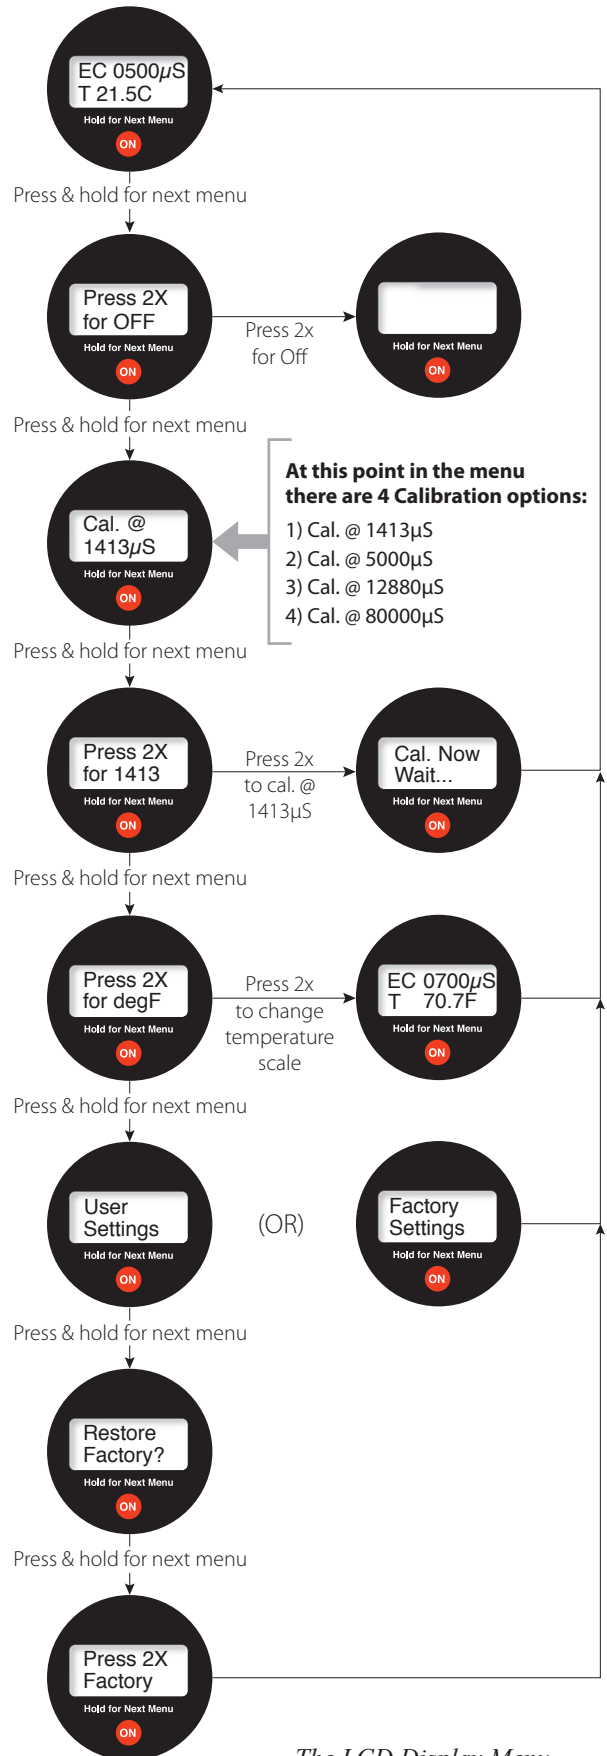 EC 0500µS
T 21.5C
Hold for Next Menu
ON
Press & hold for next menu
Press 2X
for OFF
Hold for Next Menu
ON
Press 2x
for Off
Hold for Next Menu
ON
Press & hold for next menu
Cal. @
1413µS
Hold for Next Menu
ON
At this point in the menu
there are 4 Calibration options:
1) Cal. @ 1413µS
2) Cal. @ 5000µS
3) Cal. @ 12880µS
4) Cal. @ 80000µS
Press & hold for next menu
Press 2X
for 1413
Hold for Next Menu
ON
Press 2x
to cal. @
1413µS
Cal. Now
Wait...
Hold for Next Menu
ON
Press & hold for next menu
Press 2X
for degF
Hold for Next Menu
ON
Press 2x
to change
temperature
scale
EC 0700µS
T 70.7F
Hold for Next Menu
ON
Press & hold for next menu
User
Settings
Hold for Next Menu
ON
(OR)
Factory
Settings
Hold for Next Menu
ON
Press & hold for next menu
Restore
Factory?
Hold for Next Menu
ON
Press & hold for next menu
Press 2X
Factory
Hold for Next Menu
ON
The LCD Display Menu